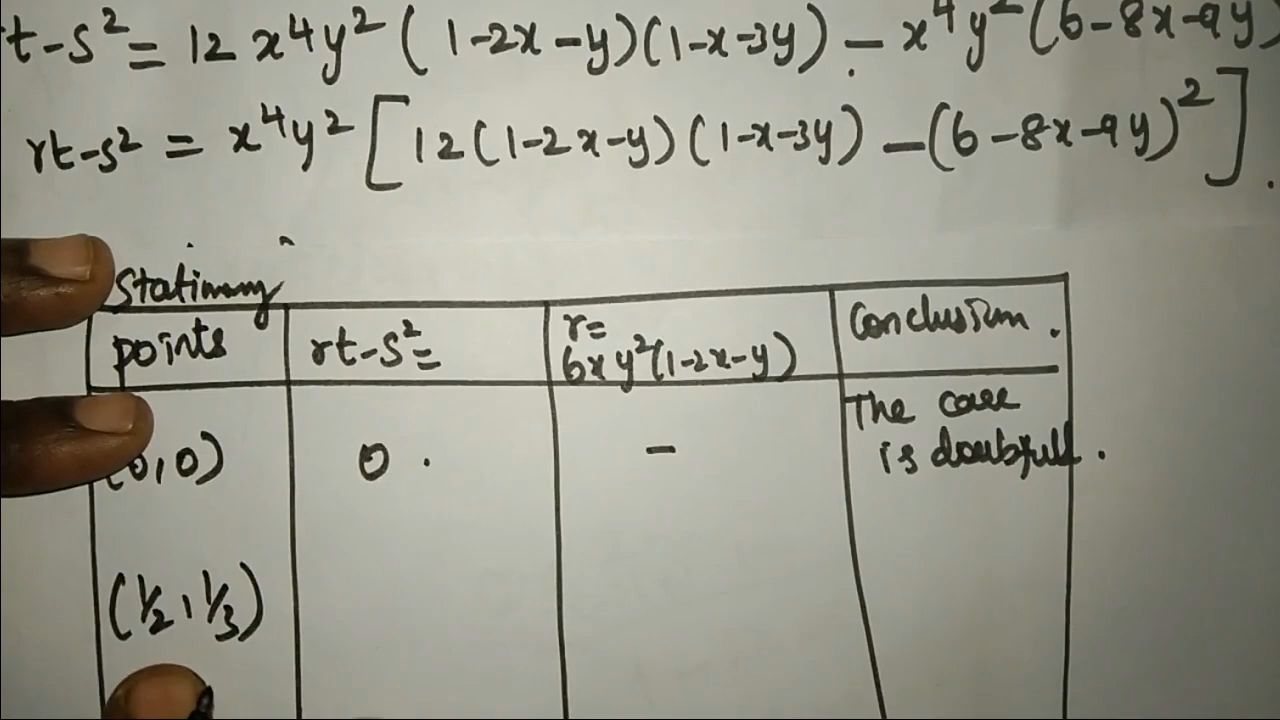 t-s² = 12 x⁴y² ( 1-2x-y)(1-x-3y) - x⁴y² (6-8x-9y)
rt-s² = x⁴y² [12(1-2x-y)(1-x-3y) -(6-8x-9y)²].
Stationary
points
rt-s²=
r=
6xy²(1-2x-y)
Conclusion.
(0,0)
0.
-
The case
is doubtfull.
(1/2, 1/3)